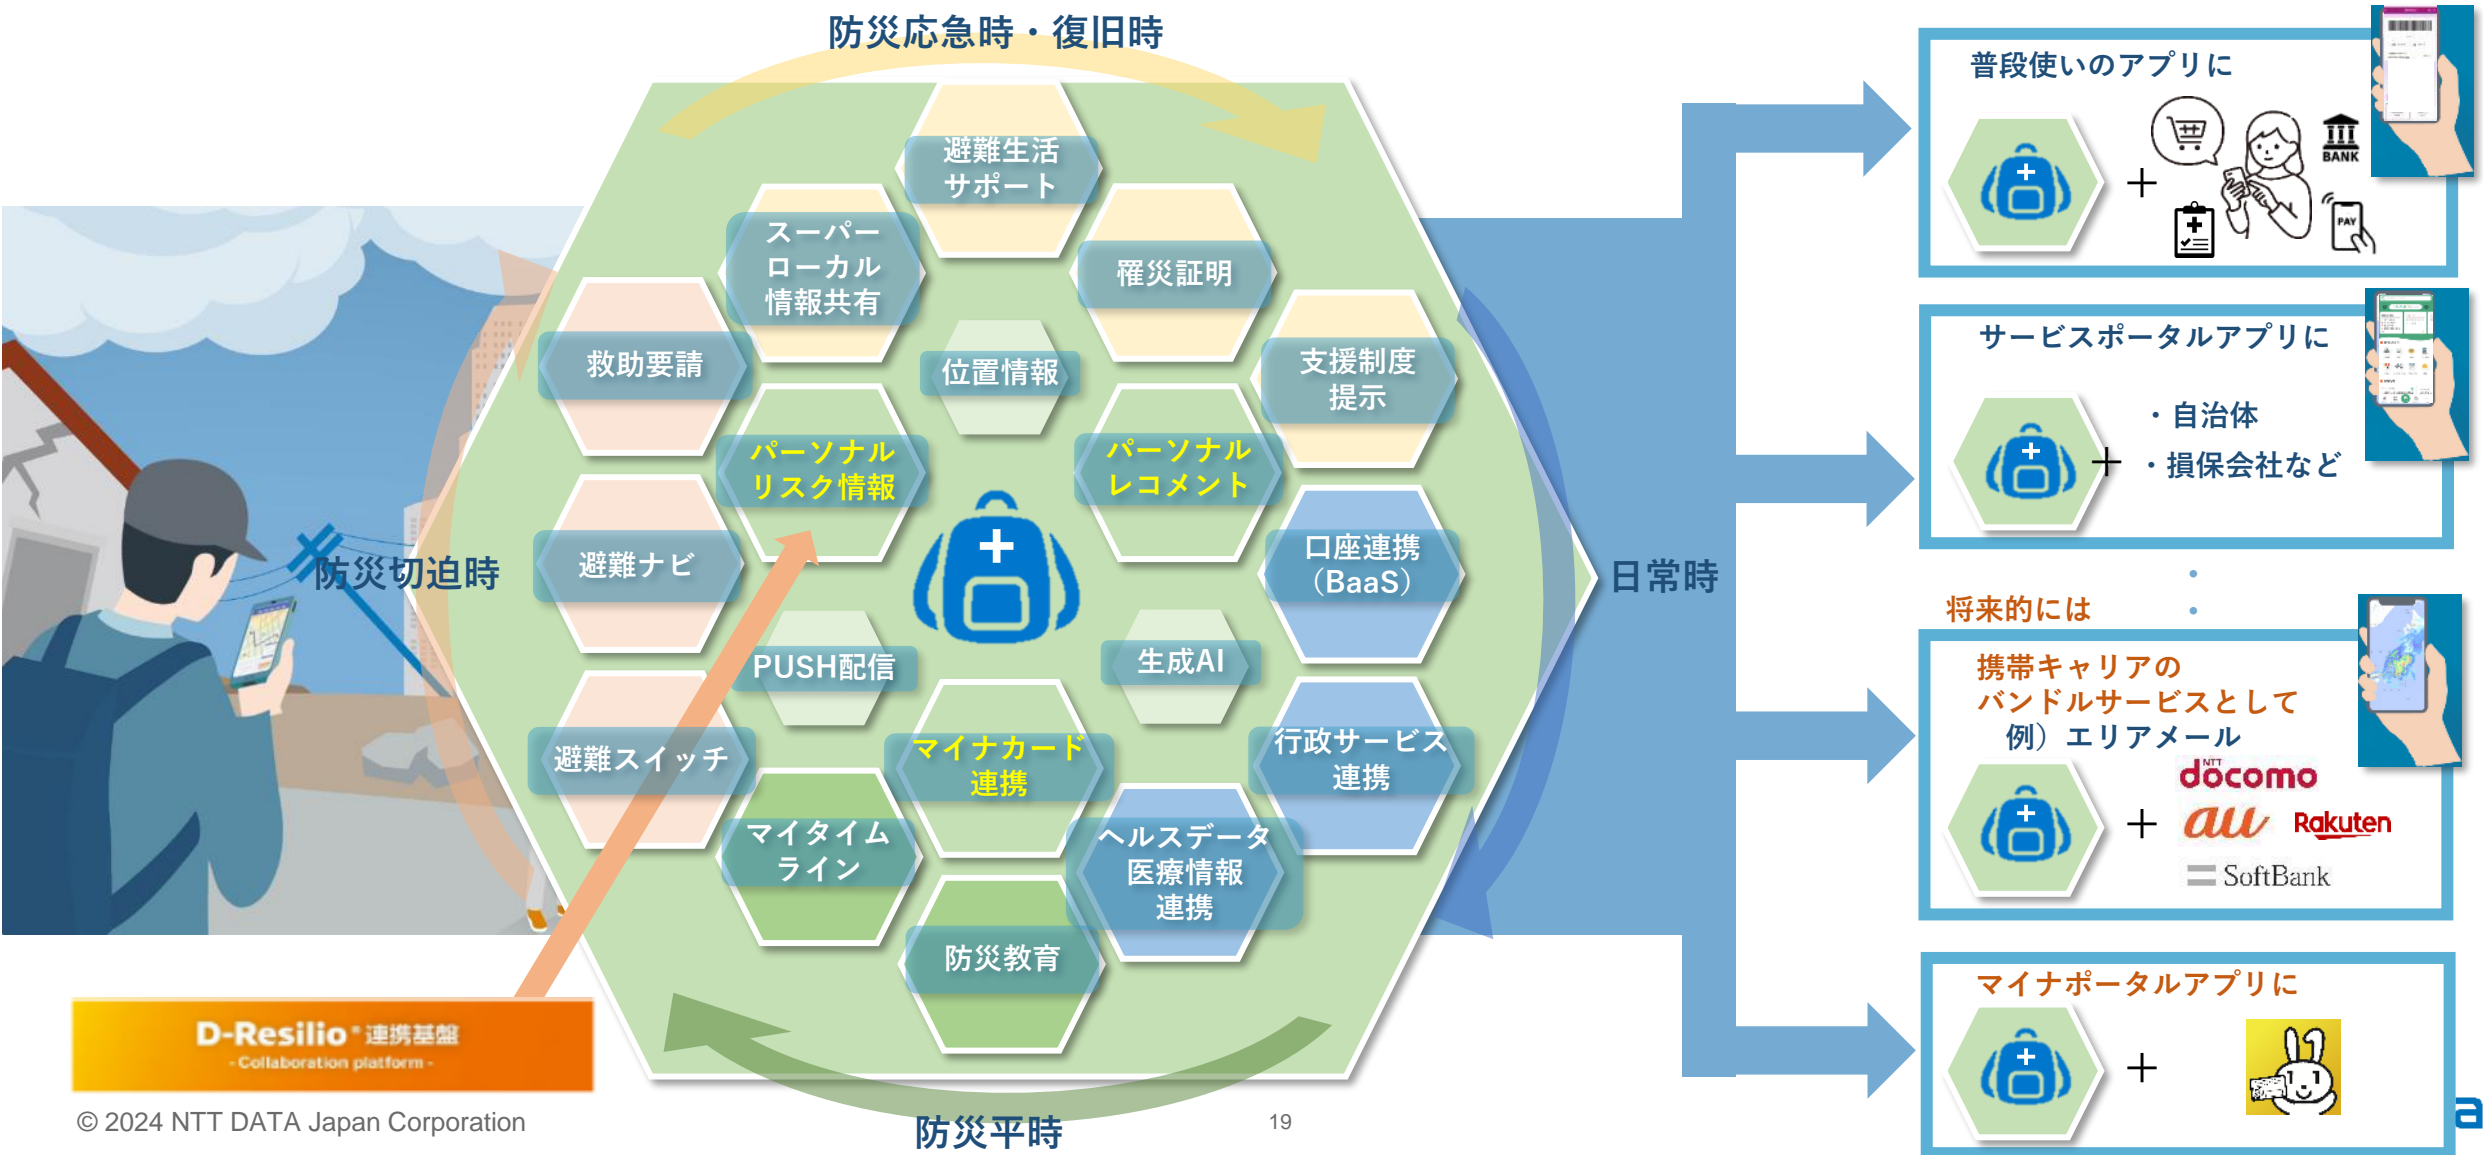 防災応急時・復旧時
避難生活
サポート
スーパー
ローカル
情報共有
罹災証明
救助要請
位置情報
支援制度
提示
パーソナル
リスク情報
パーソナル
レコメント
防災切迫時
避難ナビ
口座連携
（BaaS）
日常時
PUSH配信
生成AI
避難スイッチ
マイナカード
連携
行政サービス
連携
マイタイム
ライン
ヘルスデータ
医療情報
連携
防災教育
防災平時
D-Resilio® 連携基盤
- Collaboration platform -
© 2024 NTT DATA Japan Corporation
19
普段使いのアプリに
BANK
PAY
+
サービスポータルアプリに
・自治体
+
・損保会社など
将来的には
携帯キャリアの
バンドルサービスとして
例）エリアメール
NTT
docomo
+
au
Rakuten
SoftBank
マイナポータルアプリに
+
a